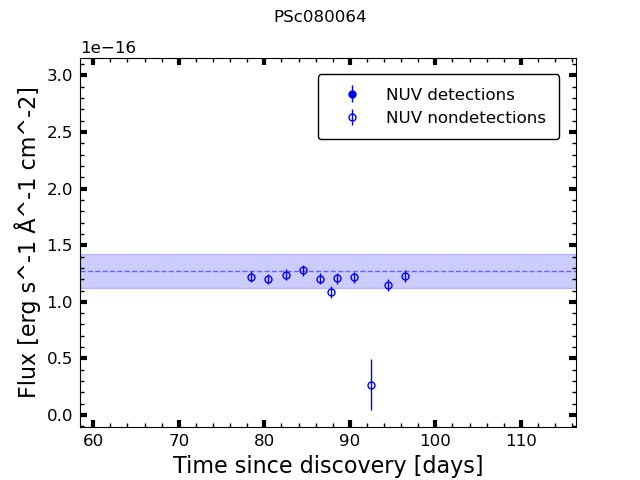 PSc080064
1e−16
3.0
2.5
2.0
1.5
1.0
0.5
0.0
Flux [erg s^-1 Å^-1 cm^-2]
NUV detections
NUV nondetections
60 70 80 90 100 110
Time since discovery [days]